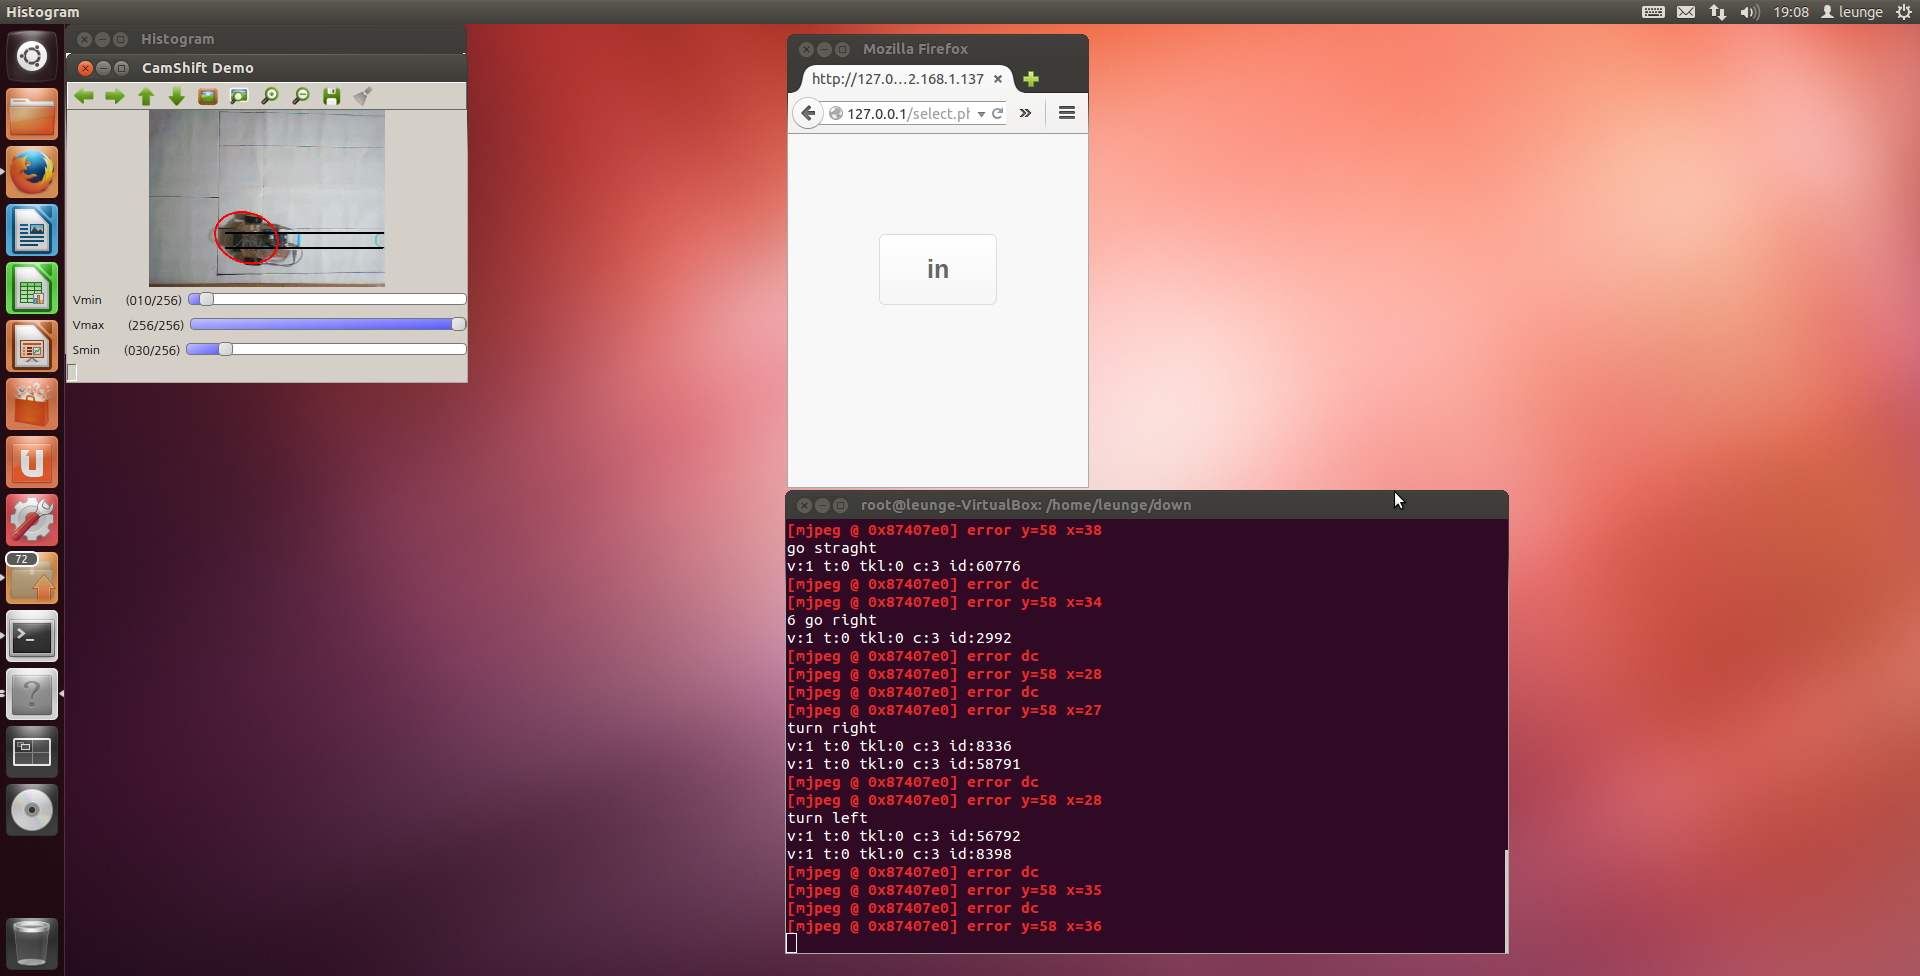 Histogram
19:08
leunge
Histogram
CamShift Demo
Vmin (010/256)
Vmax (256/256)
Smin (030/256)
Mozilla Firefox
http://127.0...2.168.1.137
127.0.0.1/select.ph
in
72
root@leunge-VirtualBox: /home/leunge/down
[mjpeg @ 0x87407e0] error y=58 x=38
go straght
v:1 t:0 tkl:0 c:3 id:60776
[mjpeg @ 0x87407e0] error dc
[mjpeg @ 0x87407e0] error y=58 x=34
6 go right
v:1 t:0 tkl:0 c:3 id:2992
[mjpeg @ 0x87407e0] error dc
[mjpeg @ 0x87407e0] error y=58 x=28
[mjpeg @ 0x87407e0] error dc
[mjpeg @ 0x87407e0] error y=58 x=27
turn right
v:1 t:0 tkl:0 c:3 id:8336
v:1 t:0 tkl:0 c:3 id:58791
[mjpeg @ 0x87407e0] error dc
[mjpeg @ 0x87407e0] error y=58 x=28
turn left
v:1 t:0 tkl:0 c:3 id:56792
v:1 t:0 tkl:0 c:3 id:8398
[mjpeg @ 0x87407e0] error dc
[mjpeg @ 0x87407e0] error y=58 x=35
[mjpeg @ 0x87407e0] error dc
[mjpeg @ 0x87407e0] error y=58 x=36